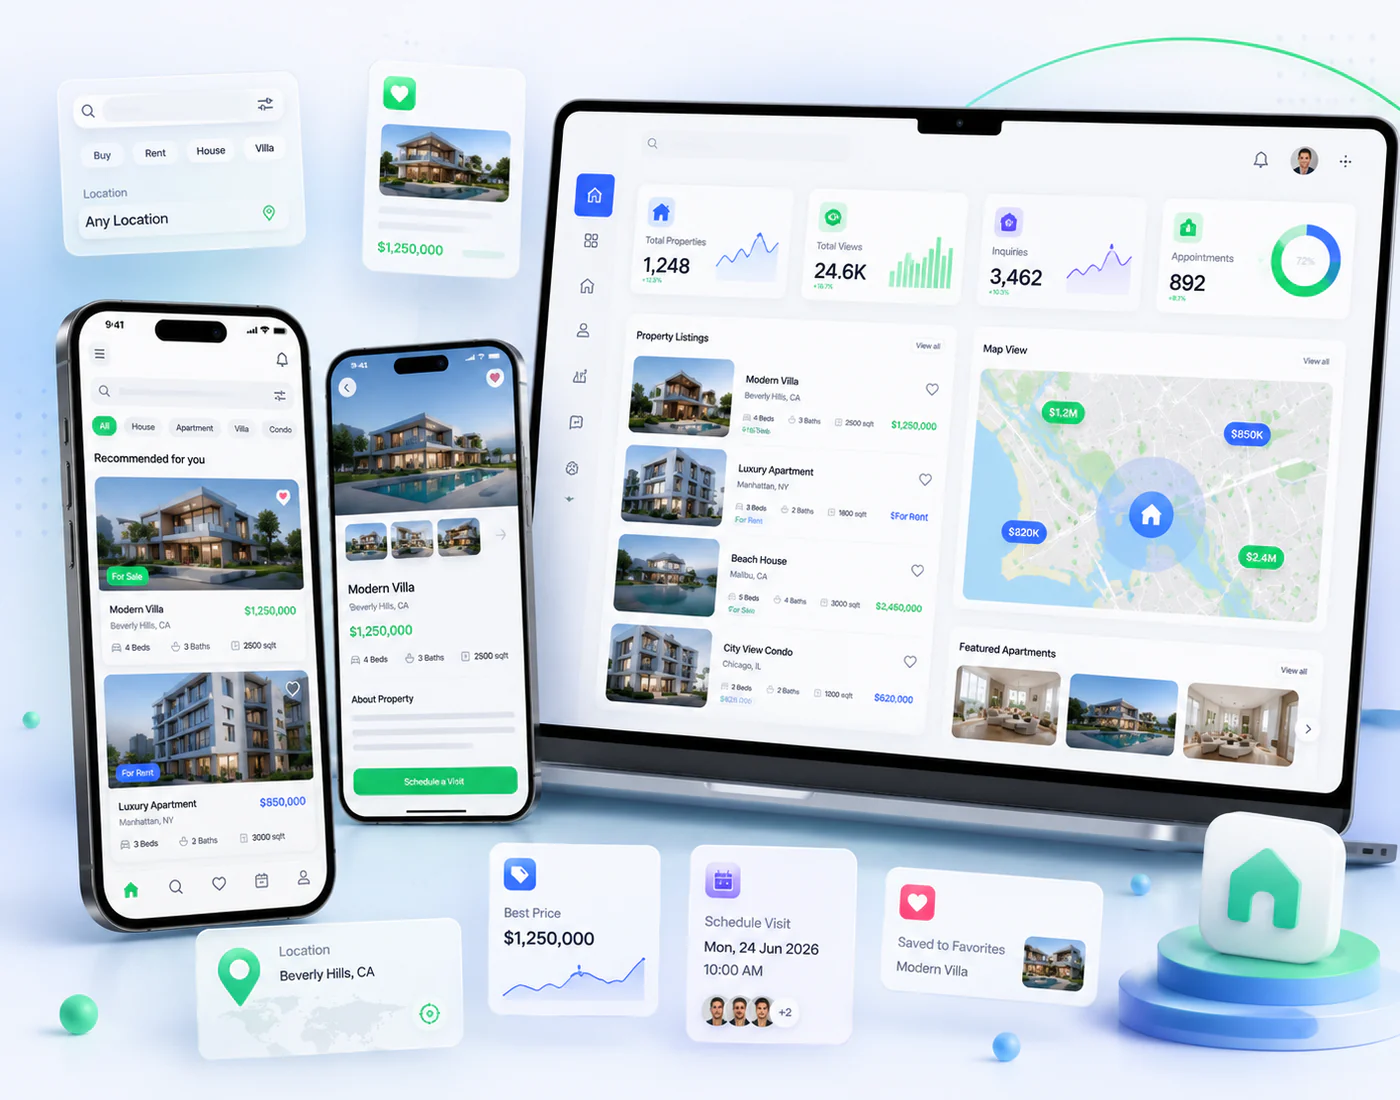 Buy
Rent
House
Villa
Location
Any Location
$1,250,000
9:41
All
House
Apartment
Villa
Condo
Recommended for you
For Sale
Modern Villa
$1,250,000
Beverly Hills, CA
4 Beds
3 Baths
2500 sqft
For Rent
Luxury Apartment
$850,000
Manhattan, NY
3 Beds
2 Baths
3000 sqft
9:41
Modern Villa
Beverly Hills, CA
$1,250,000
4 Beds
3 Baths
2500 sqft
About Property
Schedule a Visit
Total Properties
1,248
+12.5%
Total Views
24.6K
+18.7%
Inquiries
3,462
+10.3%
Appointments
892
72%
Property Listings
View all
Modern Villa
Beverly Hills, CA
4 Beds
3 Baths
2500 sqft
$1,250,000
Luxury Apartment
Manhattan, NY
3 Beds
2 Baths
1800 sqft
For Rent
$For Rent
Beach House
Malibu, CA
5 Beds
4 Baths
3000 sqft
For Sale
$2,450,000
City View Condo
Chicago, IL
2 Beds
2 Baths
1200 sqft
$620,000
Map View
View all
$1,2M
$850K
$820K
$2.4M
Featured Apartments
View all
Location
Beverly Hills, CA
Best Price
$1,250,000
Schedule Visit
Mon, 24 Jun 2026
10:00 AM
+2
Saved to Favorites
Modern Villa